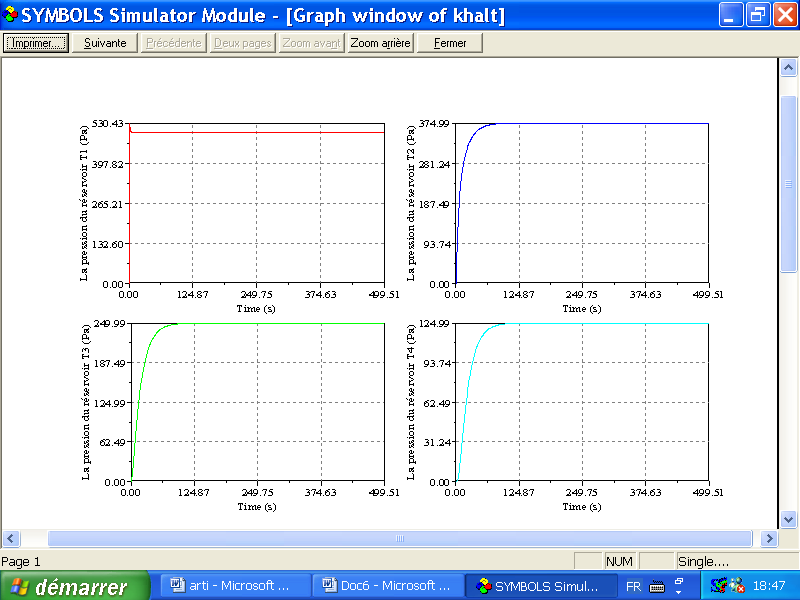 SYMBOLS Simulator Module - [Graph window of khalt]
Imprimer... Suivante Précédente Deux pages Zoom avant Zoom arrière Fermer
La pression du réservoir T1 (Pa)
530.43
397.82
265.21
132.60
0.00
0.00 124.87 249.75 374.63 499.51
Time (s)
La pression du réservoir T2 (Pa)
374.99
281.24
187.49
93.74
0.00
0.00 124.87 249.75 374.63 499.51
Time (s)
La pression du réservoir T3 (Pa)
249.99
187.49
124.99
62.49
0.00
0.00 124.87 249.75 374.63 499.51
Time (s)
La pression du réservoir T4 (Pa)
124.99
93.74
62.49
31.24
0.00
0.00 124.87 249.75 374.63 499.51
Time (s)
Page 1 NUM Single....
démarrer arti - Microsoft ... Doc6 - Microsoft ... SYMBOLS Simul... FR 18:47